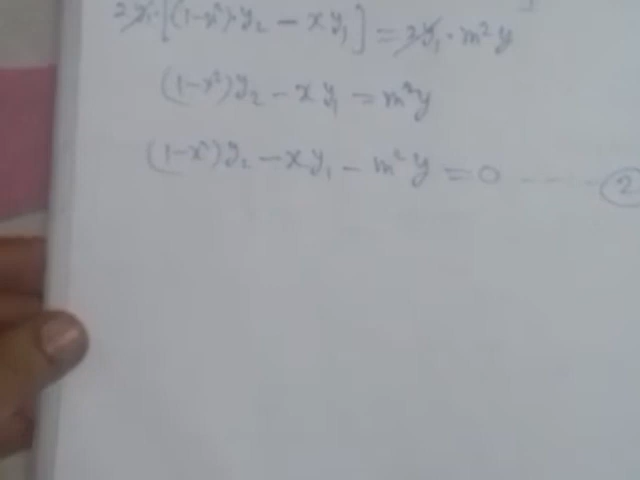 2y₁·[(1-x²)·y₂ - xy₁] = 2y₁·m²y
(1-x²)y₂ - xy₁ = m²y
(1-x²)y₂ - xy₁ - m²y = 0 ----- ②